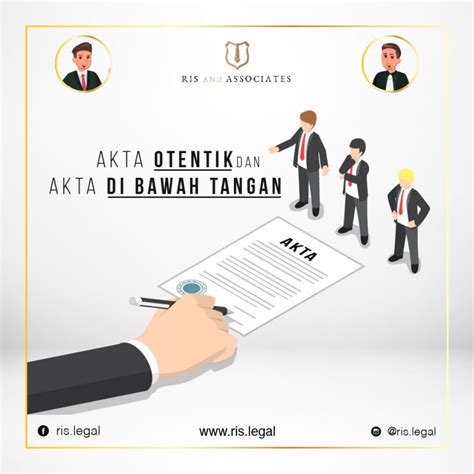 RIS AND ASSOCIATES
AKTA OTENTIK DAN
AKTA DI BAWAH TANGAN
AKTA
ris.legal
www.ris.legal
@ris.legal